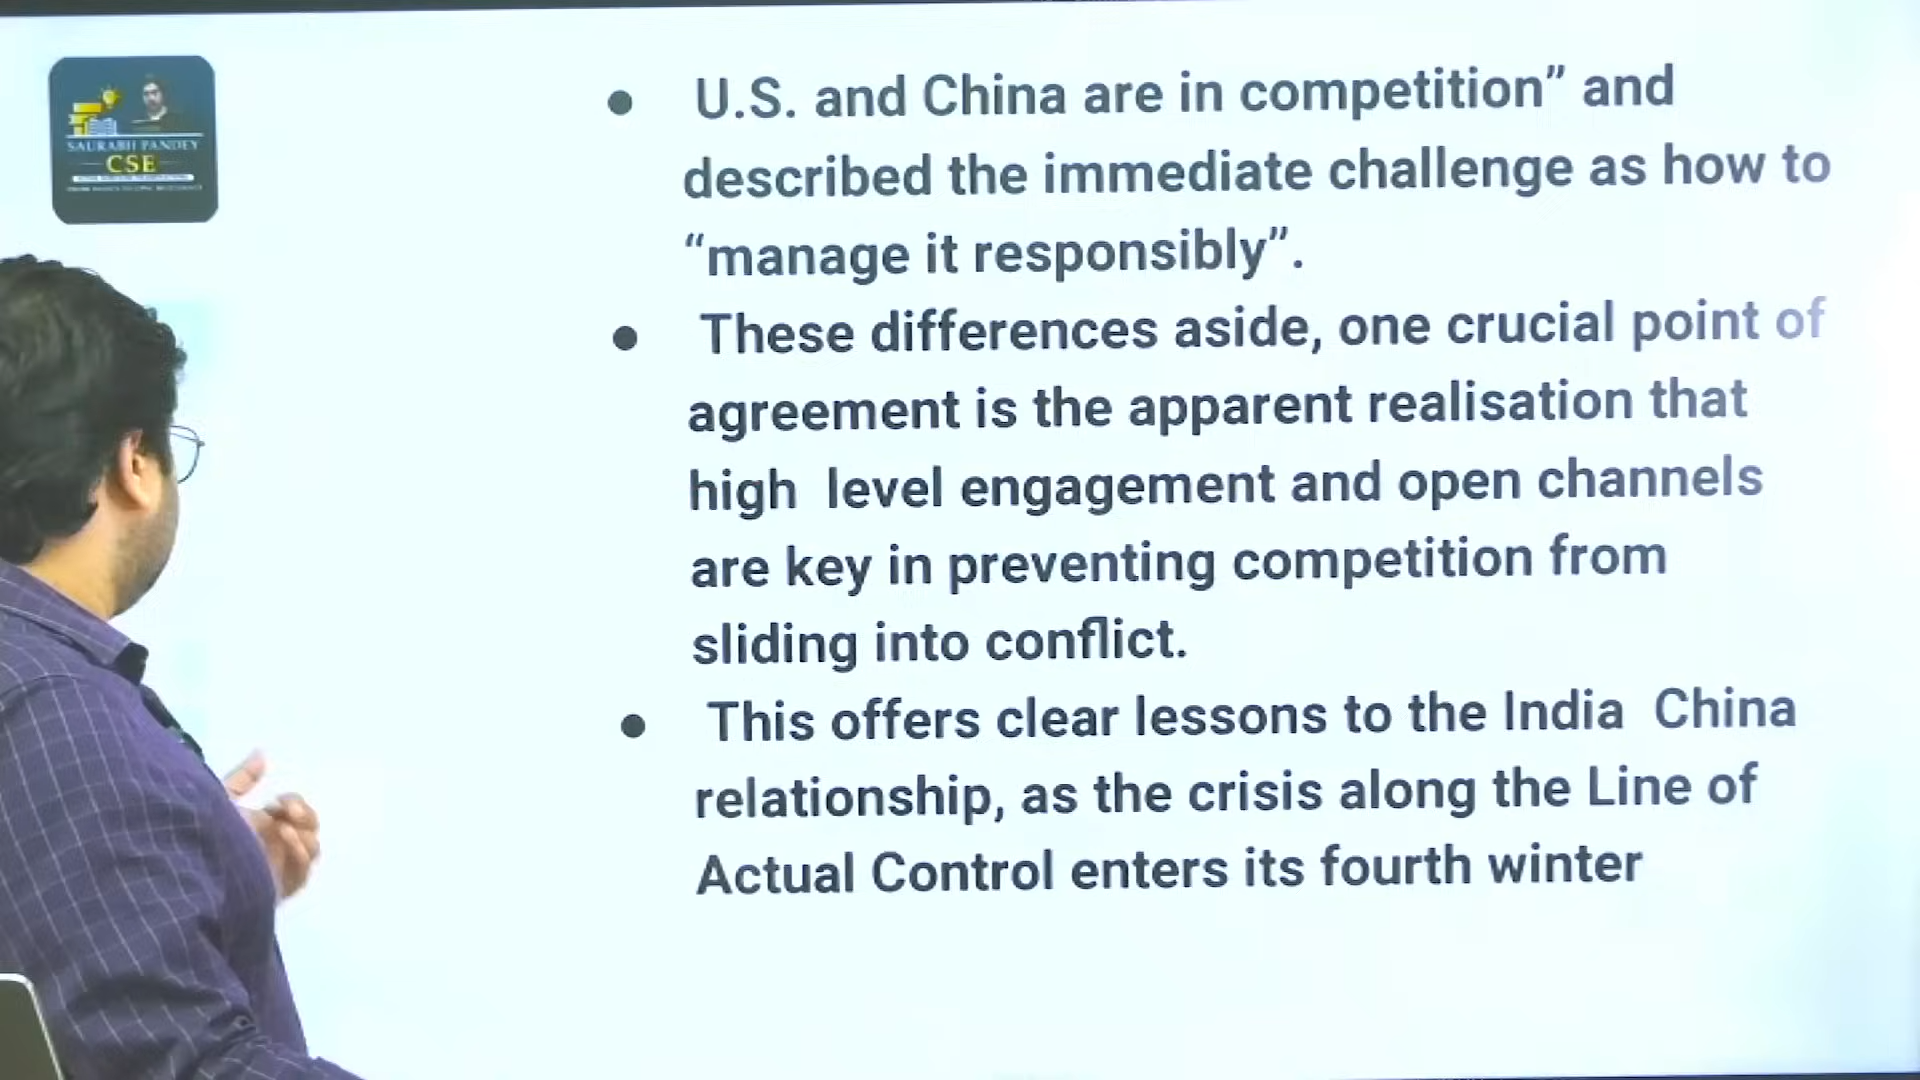 SAURABH PANDEY
CSE
U.S. and China are in competition” and
described the immediate challenge as how to
“manage it responsibly”.
These differences aside, one crucial point of
agreement is the apparent realisation that
high level engagement and open channels
are key in preventing competition from
sliding into conflict.
This offers clear lessons to the India China
relationship, as the crisis along the Line of
Actual Control enters its fourth winter